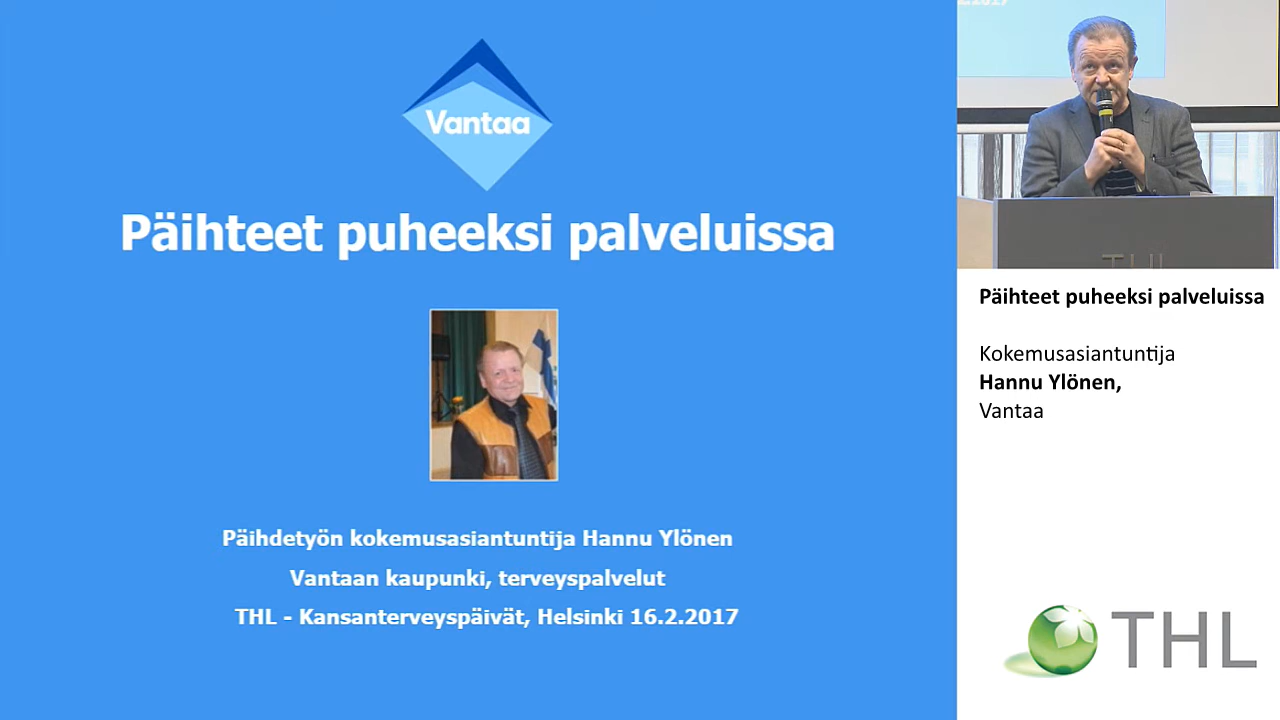 Vantaa
Päihteet puheeksi palveluissa
Päihdetyön kokemusasiantuntija Hannu Ylönen
Vantaan kaupunki, terveyspalvelut
THL - Kansanterveyspäivät, Helsinki 16.2.2017
Päihteet puheeksi palveluissa
Kokemusasiantuntija
Hannu Ylönen,
Vantaa
THL